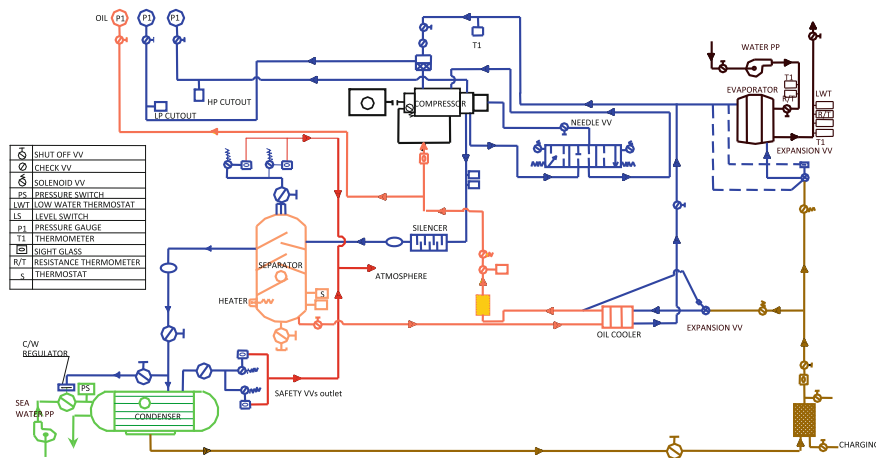 OIL P1 P1 P1
T1
WATER PP
T1
EVAPORATOR
R/T
LWT
R/T
T1
EXPANSION VV
HP CUTOUT
LP CUTOUT
COMPRESSOR
NEEDLE VV
SHUT OFF VV
CHECK VV
SOLENOID VV
PS PRESSURE SWITCH
LWT LOW WATER THERMOSTAT
LS LEVEL SWITCH
P1 PRESSURE GAUGE
T1 THERMOMETER
SIGHT GLASS
R/T RESISTANCE THERMOMETER
S THERMOSTAT
SILENCER
SEPARATOR
ATMOSPHERE
HEATER
S
OIL COOLER
EXPANSION VV
C/W
REGULATOR
PS
SAFETY VVs outlet
SEA
WATER PP
CONDENSER
CHARGING